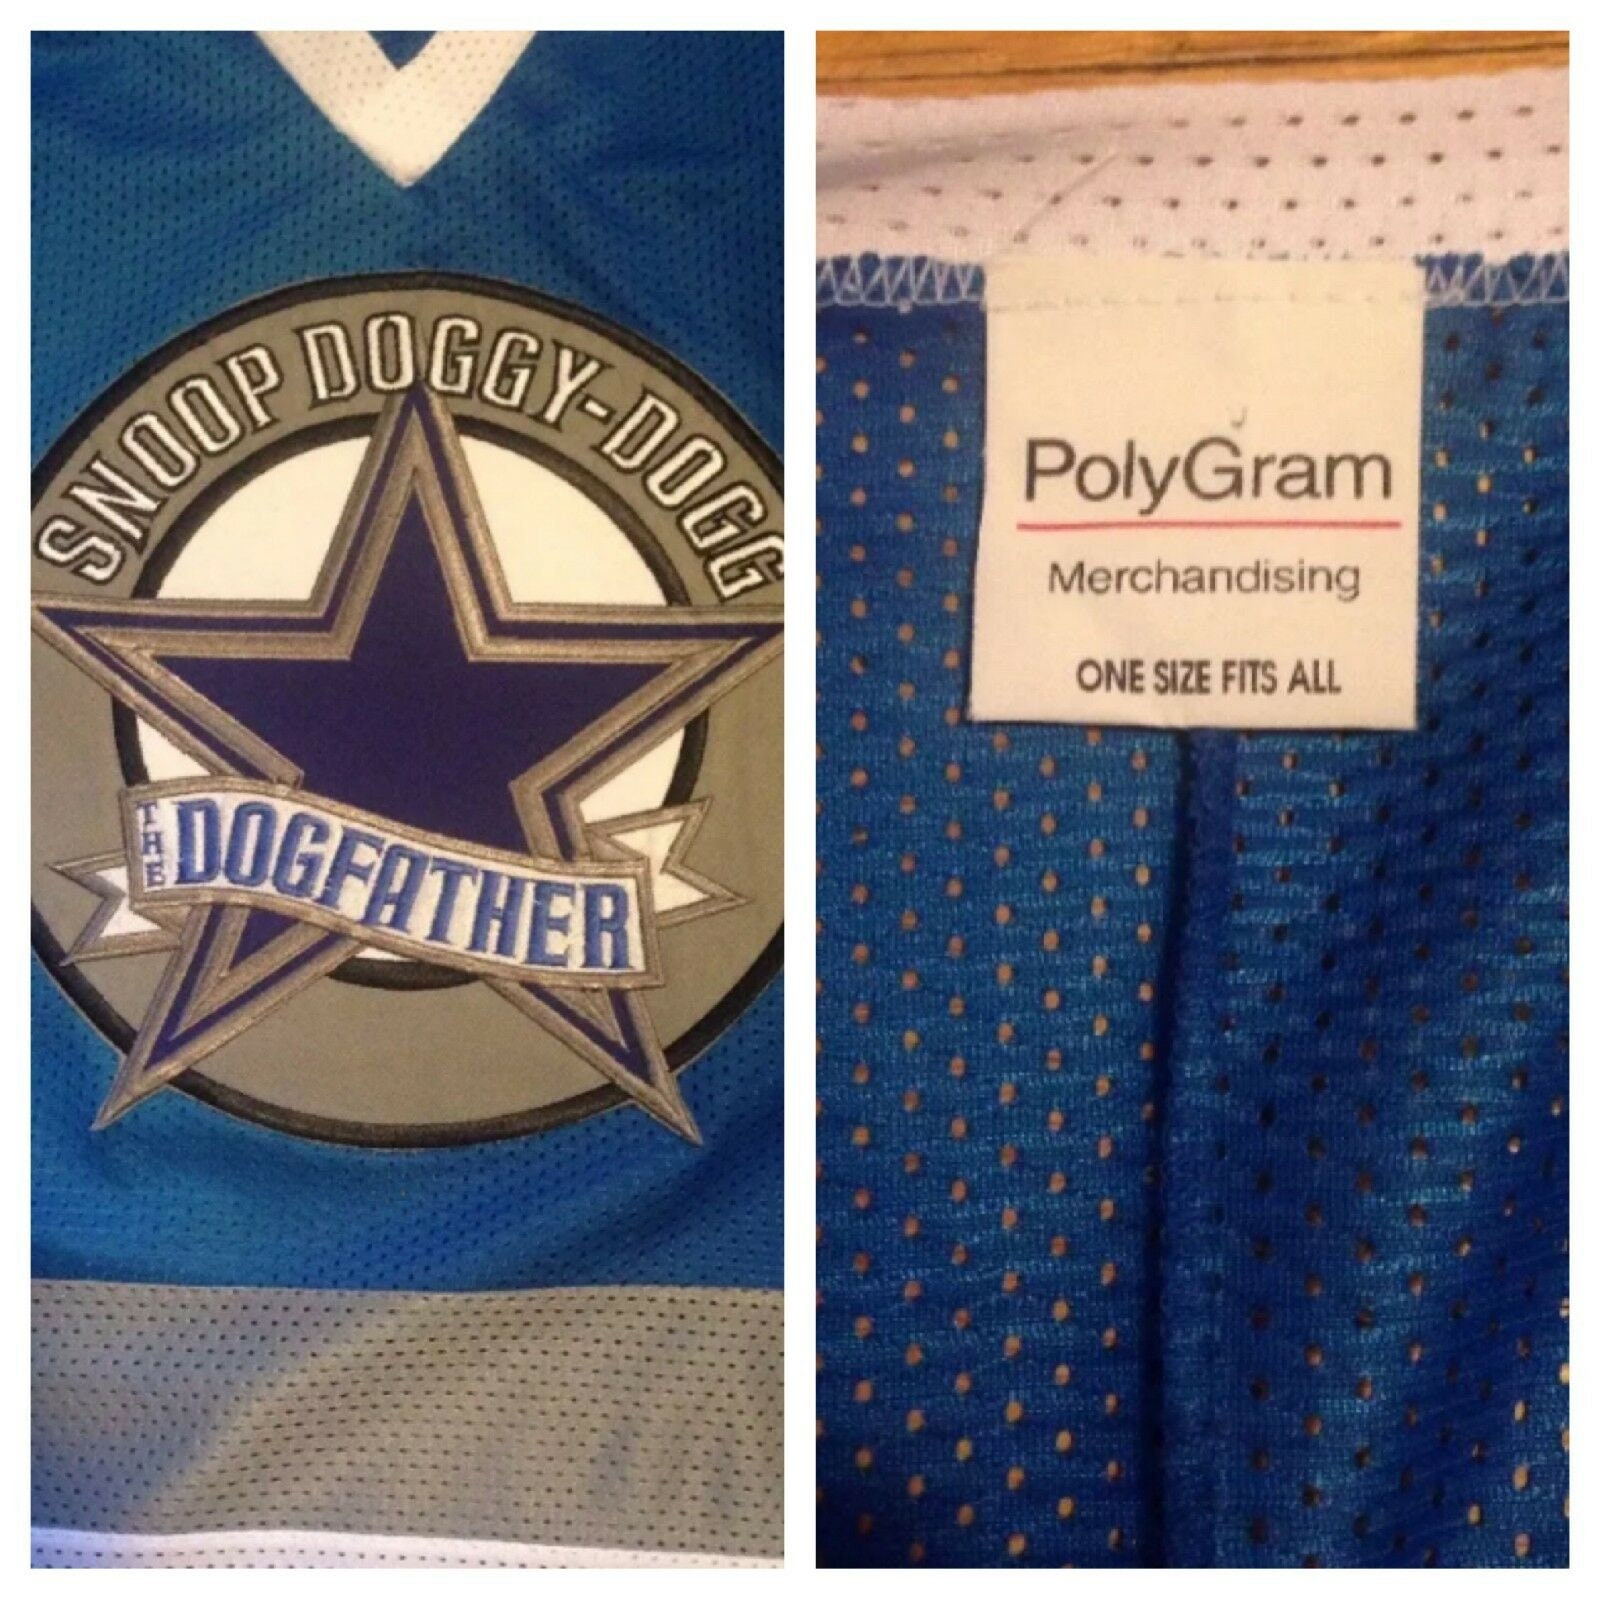 SNOOP DOGGY-DOGG
THE DOGFATHER
PolyGram
Merchandising
ONE SIZE FITS ALL